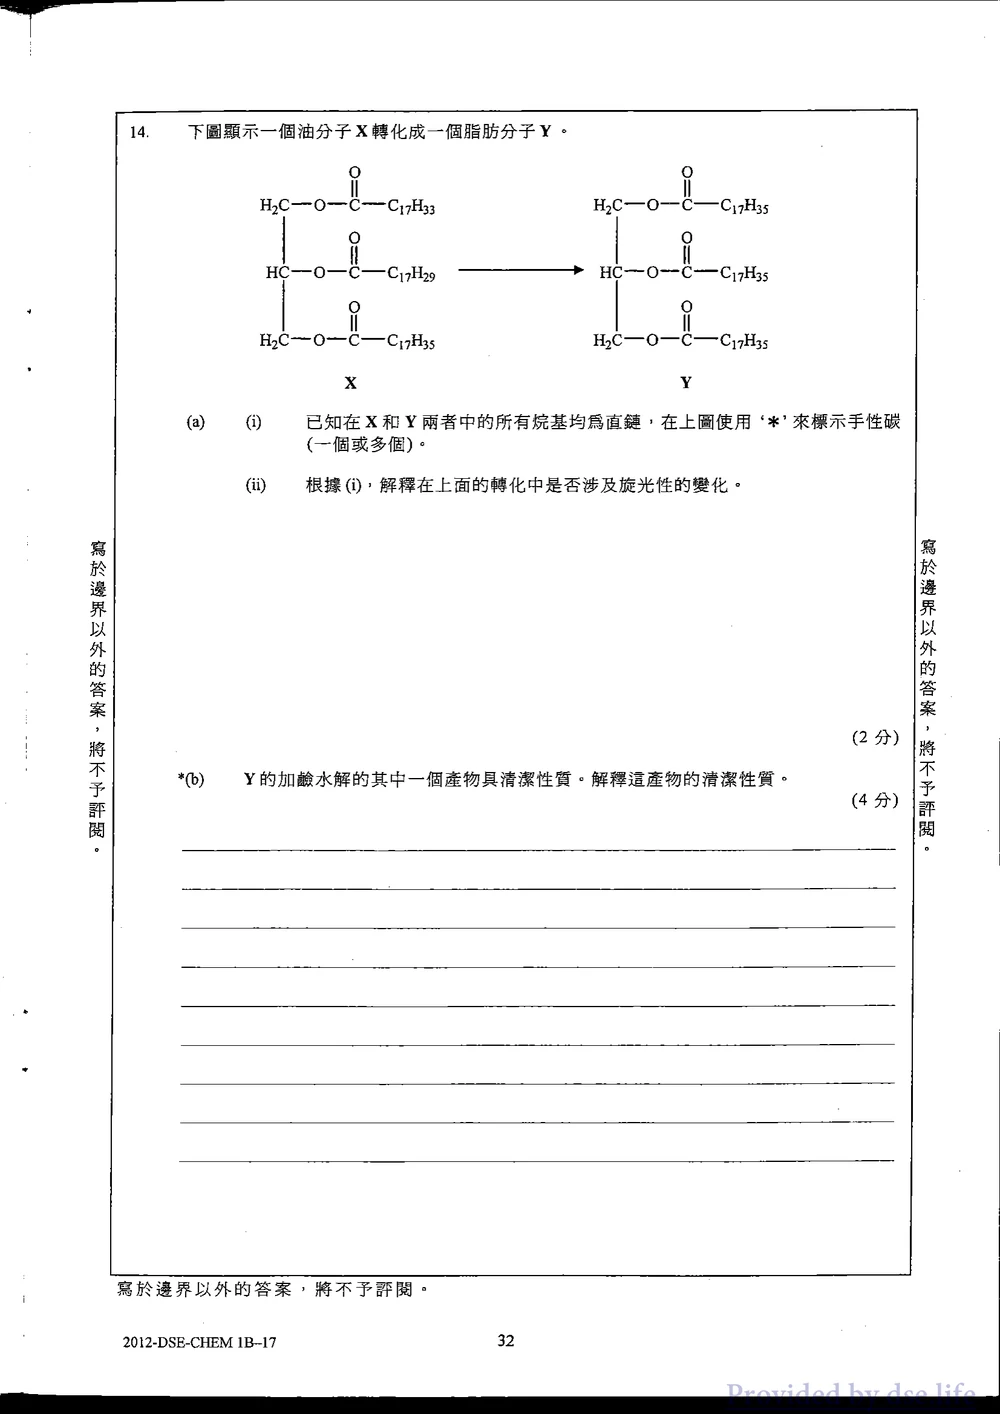 14. 下圖顯示一個油分子 X 轉化成一個脂肪分子 Y。
O O
H₂C—O—C—C₁₇H₃₃ H₂C—O—C—C₁₇H₃₅
O O
HC—O—C—C₁₇H₂₉ HC—O—C—C₁₇H₃₅
O O
H₂C—O—C—C₁₇H₃₅ H₂C—O—C—C₁₇H₃₅
X Y
(a) (i) 已知在 X 和 Y 兩者中的所有烷基均為直鏈，在上圖使用 ‘*’ 來標示手性碳
(一個或多個)。
(ii) 根據 (i)，解釋在上面的轉化中是否涉及旋光性的變化。
(2 分)
*(b) Y 的加鹼水解的其中一個產物具清潔性質。解釋這產物的清潔性質。
(4 分)
寫於邊界以外的答案，將不予評閱。
寫於邊界以外的答案，將不予評閱。
寫於邊界以外的答案，將不予評閱。
2012-DSE-CHEM 1B–17 32
Provided by dse.life